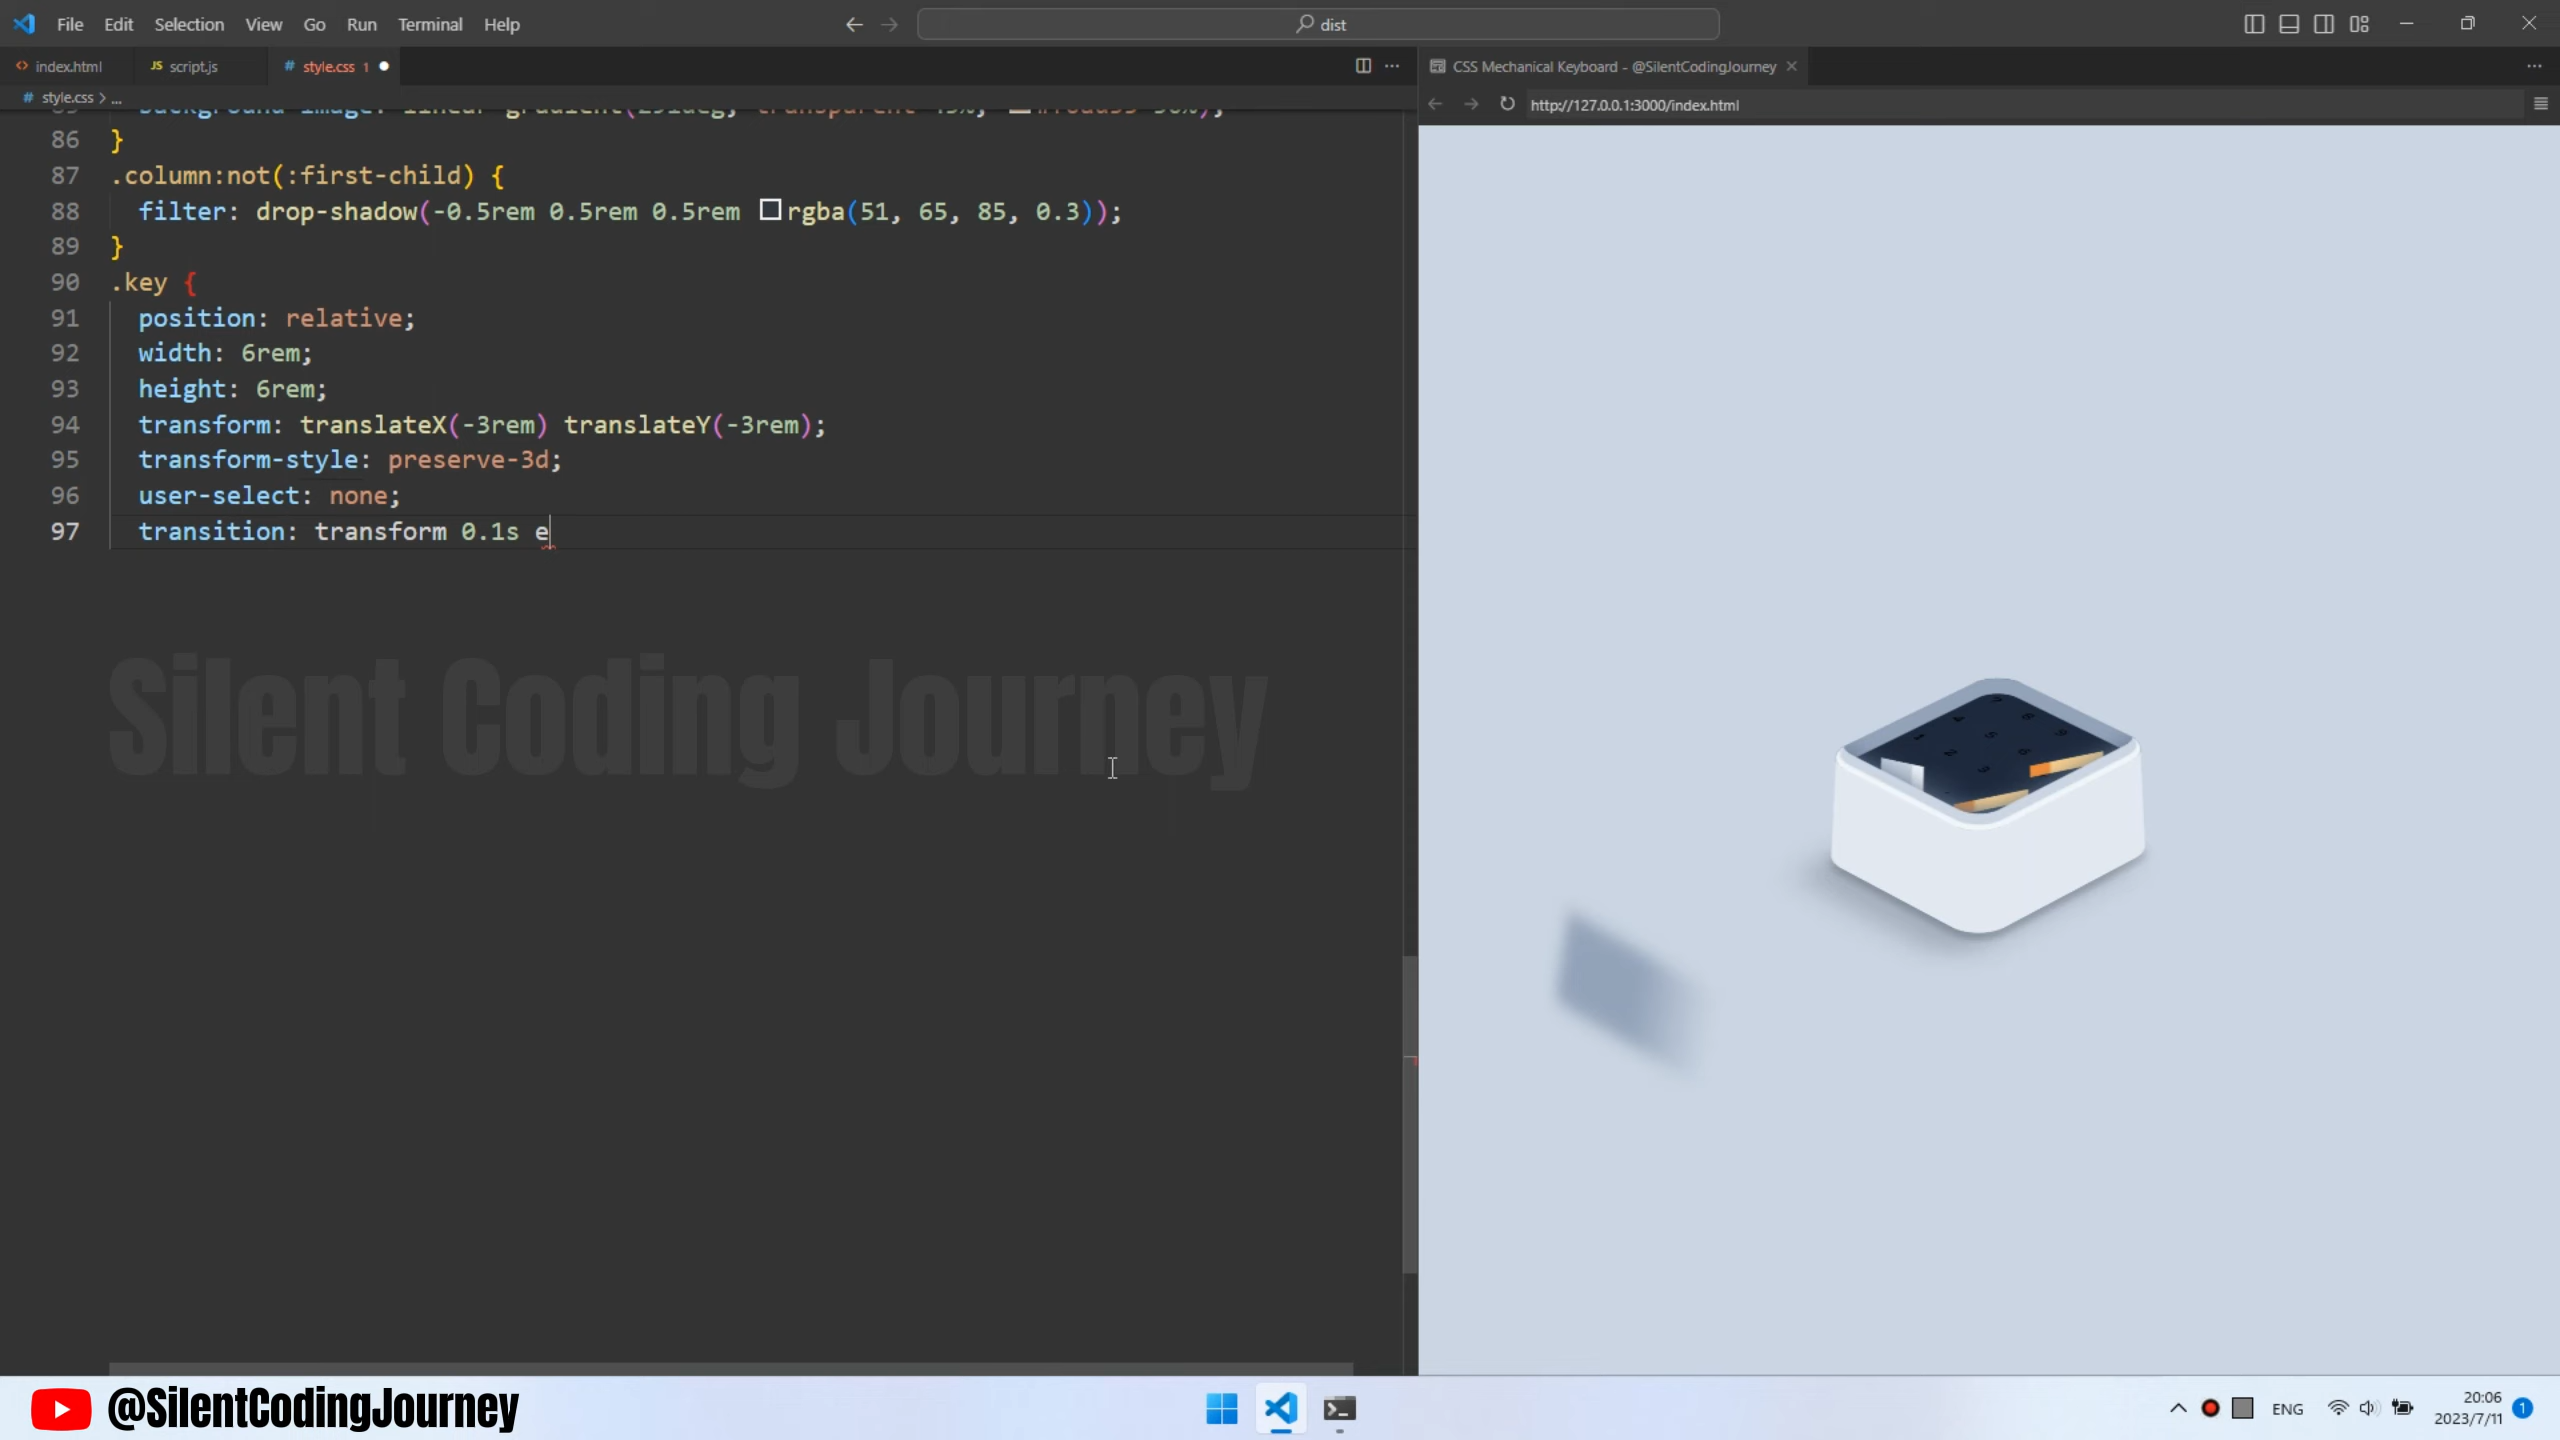 File Edit Selection View Go Run Terminal Help
dist
index.html
JS script.js
# style.css 1
CSS Mechanical Keyboard - @SilentCodingJourney
# style.css > ...
http://127.0.0.1:3000/index.html
86 }
87 .column:not(:first-child) {
88 filter: drop-shadow(-0.5rem 0.5rem 0.5rem rgba(51, 65, 85, 0.3));
89 }
90 .key {
91 position: relative;
92 width: 6rem;
93 height: 6rem;
94 transform: translateX(-3rem) translateY(-3rem);
95 transform-style: preserve-3d;
96 user-select: none;
97 transition: transform 0.1s e
Silent Coding Journey
@SilentCodingJourney
ENG
20:06
2023/7/11
1